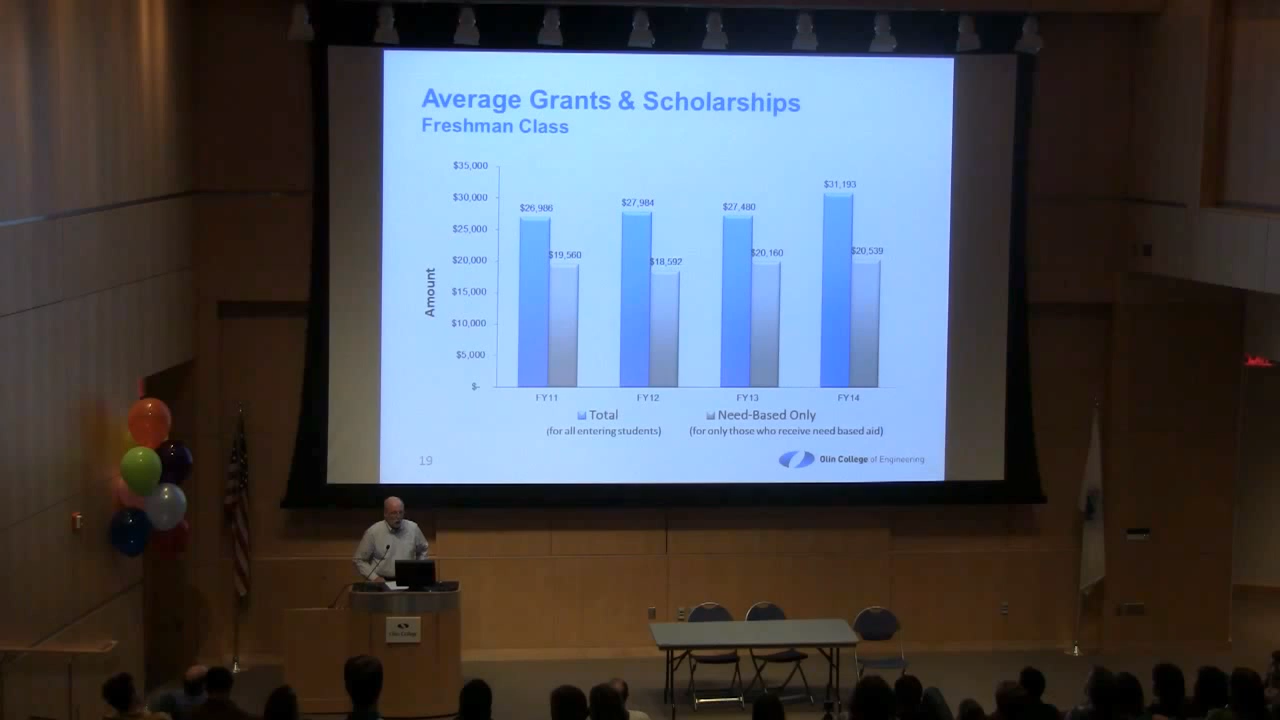 Average Grants & Scholarships
Freshman Class
$35,000
$30,000
$25,000
$20,000
$15,000
$10,000
$5,000
$-
Amount
$26,986
$19,560
$27,984
$18,592
$27,480
$20,160
$31,193
$20,539
FY11
FY12
FY13
FY14
Total
(for all entering students)
Need-Based Only
(for only those who receive need based aid)
19
Olin College of Engineering
Olin College